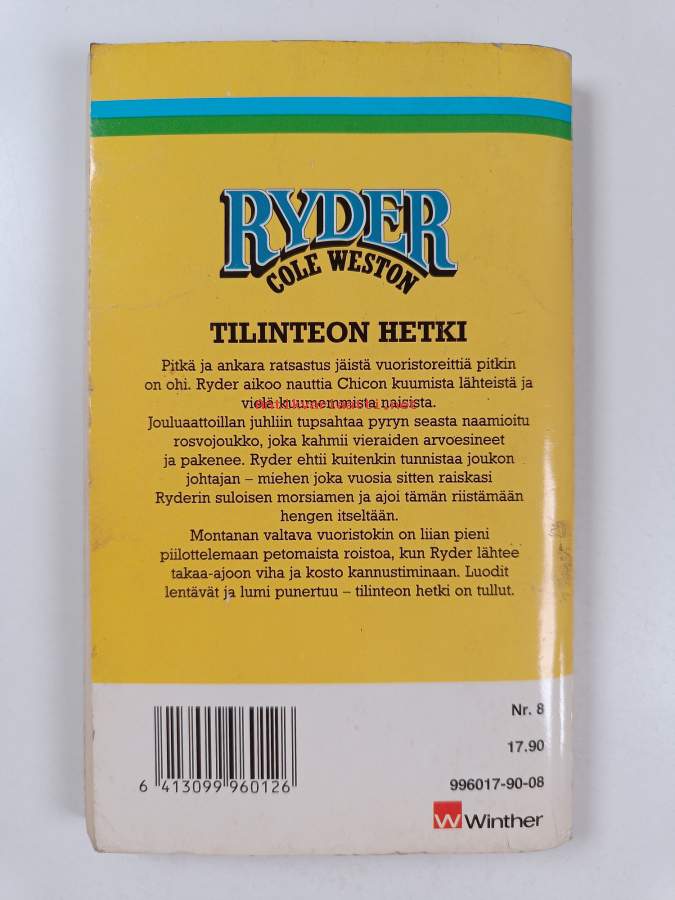 RYDER
COLE WESTON
TILINTEON HETKI
Pitkä ja ankara ratsastus jäistä vuoristoreittiä pitkin
on ohi. Ryder aikoo nauttia Chicon kuumista lähteistä ja
vielä kuumemmista naisista.
Jouluaattoillan juhliin tupsahtaa pyryn seasta naamioitu
rosvojoukko, joka kahmii vieraiden arvoesineet
ja pakenee. Ryder ehtii kuitenkin tunnistaa joukon
johtajan – miehen joka vuosia sitten raiskasi
Ryderin suloisen morsiamen ja ajoi tämän riistämään
hengen itseltään.
Montanan valtava vuoristokin on liian pieni
piilottelemaan petomaista roistoa, kun Ryder lähtee
takaa-ajoon viha ja kosto kannustiminaan. Luodit
lentävät ja lumi punertuu – tilinteon hetki on tullut.
Nr. 8
17.90
6 413099 960126
996017-90-08
Winther